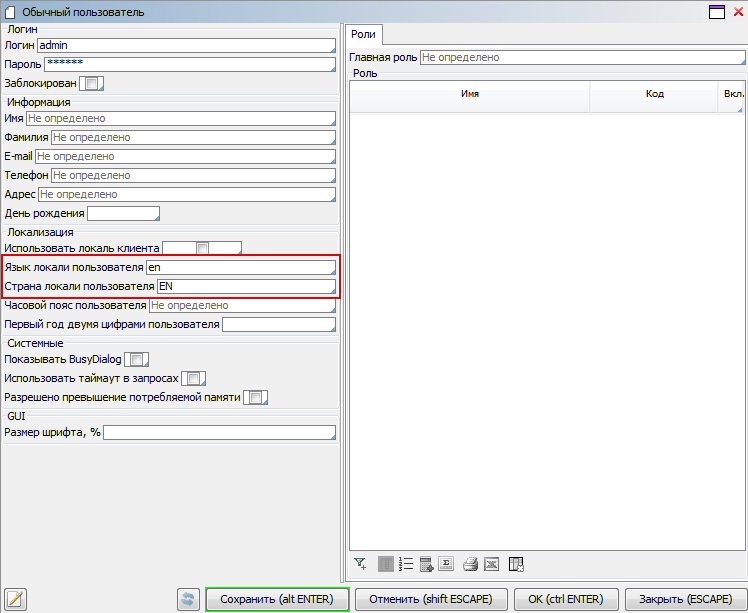 Обычный пользователь
Логин
Логин admin
Пароль ******
Заблокирован
Информация
Имя Не определено
Фамилия Не определено
E-mail Не определено
Телефон Не определено
Адрес Не определено
День рождения
Локализация
Использовать локаль клиента
Язык локали пользователя en
Страна локали пользователя EN
Часовой пояс пользователя Не определено
Первый год двумя цифрами пользователя
Системные
Показывать BusyDialog
Использовать таймаут в запросах
Разрешено превышение потребляемой памяти
GUI
Размер шрифта, %
Роли
Главная роль Не определено
Роль
Имя Код Вкл.
Сохранить (alt ENTER) Отменить (shift ESCAPE) OK (ctrl ENTER) Закрыть (ESCAPE)